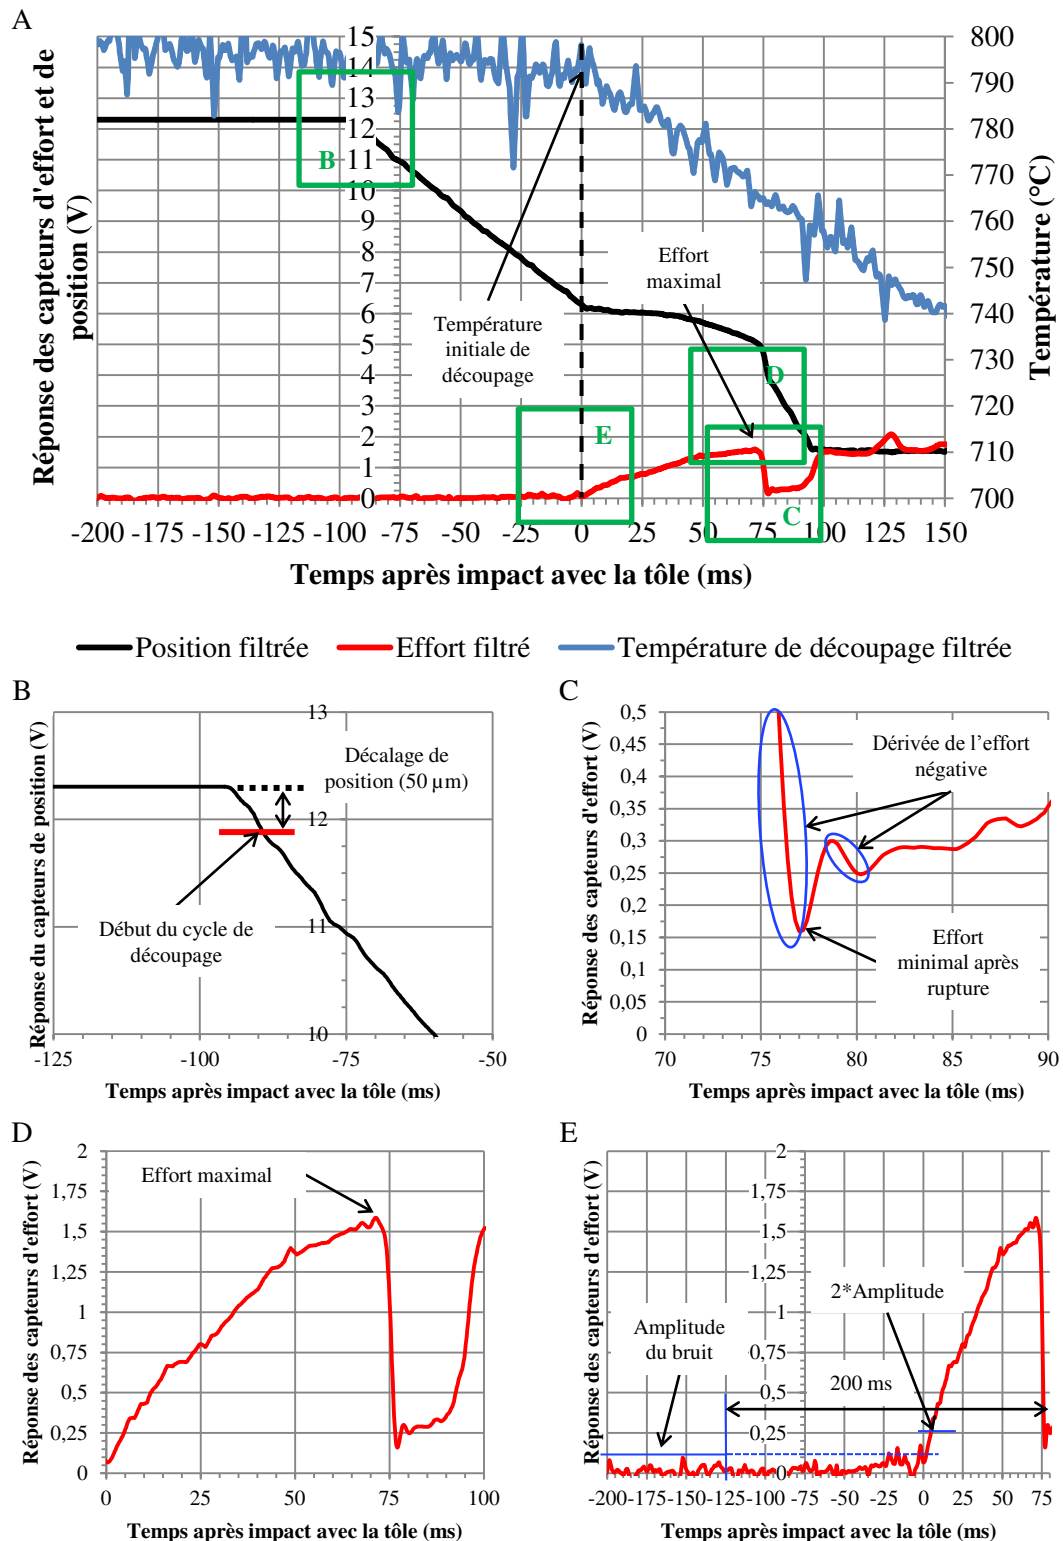 A
Réponse des capteurs d'effort et de
position (V)
15
14
13
12
11
10
9
8
7
6
5
4
3
2
1
0
800
790
780
770
760
750
740
730
720
710
700
Température (°C)
B
Effort
maximal
Température
initiale de
découpage
D
E
C
-200 -175 -150 -125 -100 -75 -50 -25 0 25 50 75 100 125 150
Temps après impact avec la tôle (ms)
Position filtrée Effort filtré Température de découpage filtrée
B
Réponse du capteurs de position (V)
13
12
11
10
Décalage de
position (50 µm)
Début du cycle de
découpage
-125 -100 -75 -50
Temps après impact avec la tôle (ms)
C
Réponse des capteurs d'effort (V)
0,5
0,45
0,4
0,35
0,3
0,25
0,2
0,15
0,1
0,05
0
Dérivée de l’effort
négative
Effort
minimal après
rupture
70 75 80 85 90
Temps après impact avec la tôle (ms)
D
Réponse des capteurs d'effort (V)
2
1,75
1,5
1,25
1
0,75
0,5
0,25
0
Effort maximal
0 25 50 75 100
Temps après impact avec la tôle (ms)
E
Réponse des capteurs d'effort (V)
2
1,75
1,5
1,25
1
0,75
0,5
0,25
0
2*Amplitude
Amplitude
du bruit
200 ms
-200 -175 -150 -125 -100 -75 -50 -25 0 25 50 75
Temps après impact avec la tôle (ms)